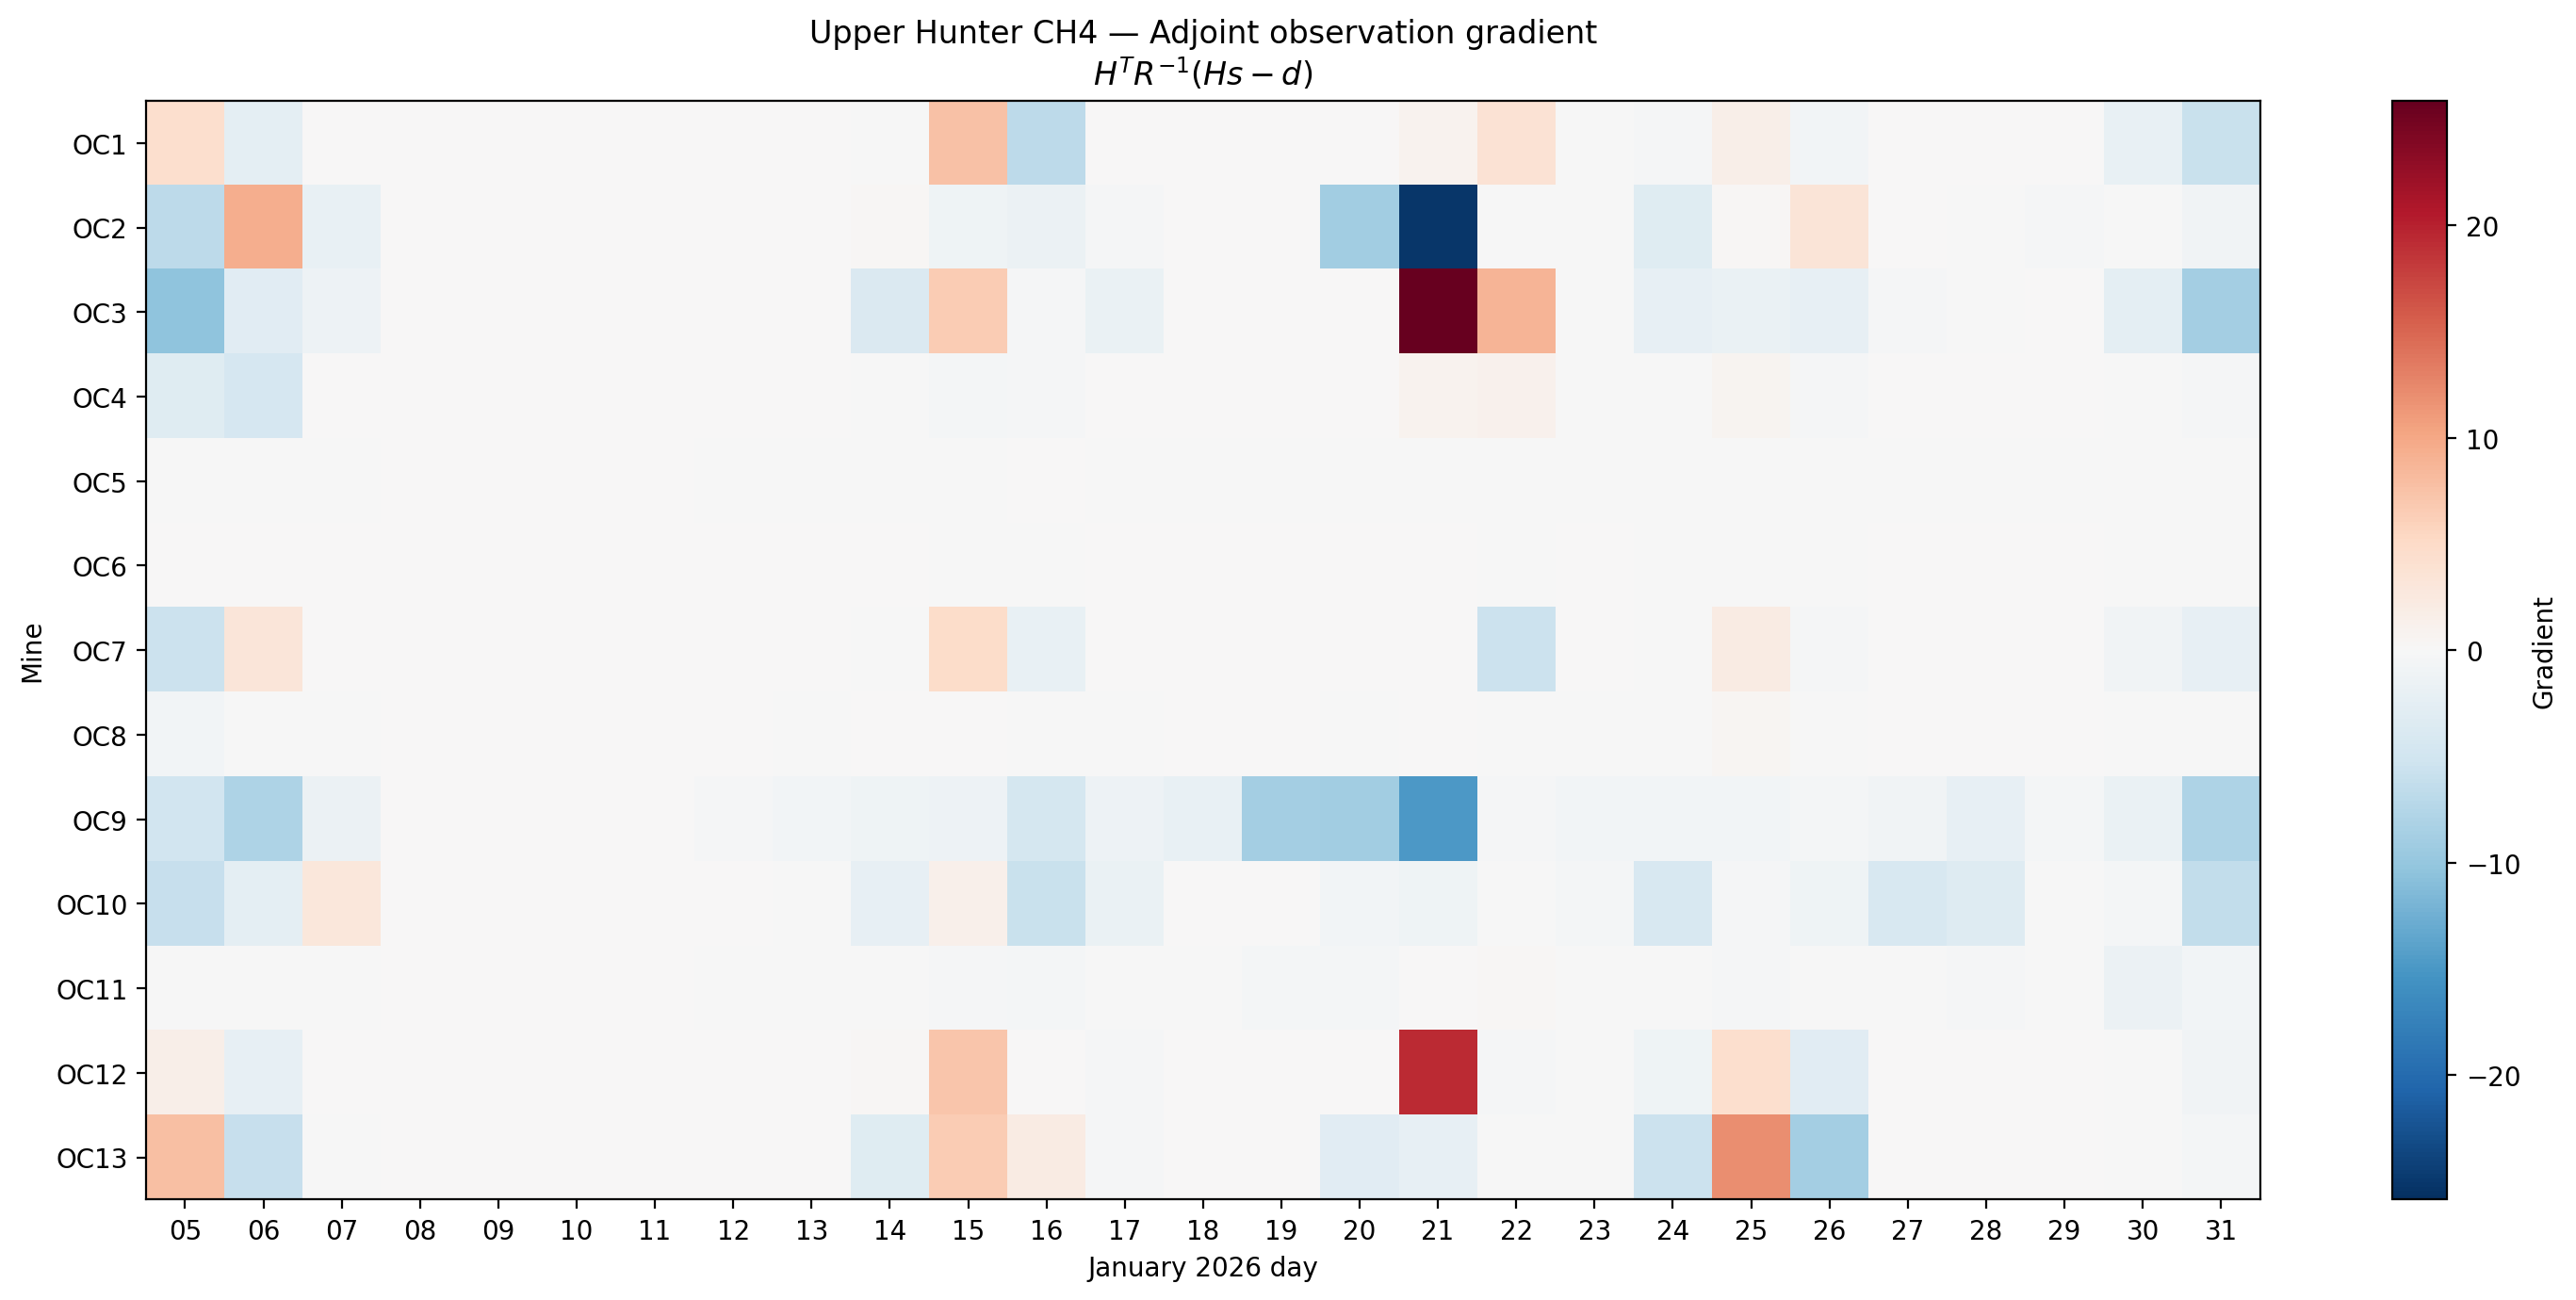 Upper Hunter CH4 — Adjoint observation gradient
$H^T R^{-1}(Hs - d)$
OC1
OC2
OC3
OC4
OC5
OC6
OC7
OC8
OC9
OC10
OC11
OC12
OC13
Mine
05 06 07 08 09 10 11 12 13 14 15 16 17 18 19 20 21 22 23 24 25 26 27 28 29 30 31
January 2026 day
20
10
0
−10
−20
Gradient